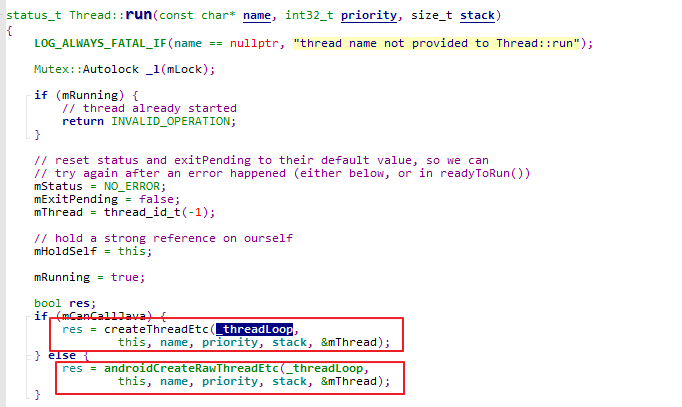 status_t Thread::run(const char* name, int32_t priority, size_t stack)
{
    LOG_ALWAYS_FATAL_IF(name == nullptr, "thread name not provided to Thread::run");
    Mutex::Autolock _l(mLock);
    if (mRunning) {
        // thread already started
        return INVALID_OPERATION;
    }
    // reset status and exitPending to their default value, so we can
    // try again after an error happened (either below, or in readyToRun())
    mStatus = NO_ERROR;
    mExitPending = false;
    mThread = thread_id_t(-1);
    // hold a strong reference on ourself
    mHoldSelf = this;
    mRunning = true;
    bool res;
    if (mCanCallJava) {
        res = createThreadEtc(_threadLoop,
                this, name, priority, stack, &mThread);
    } else {
        res = androidCreateRawThreadEtc(_threadLoop,
                this, name, priority, stack, &mThread);
    }